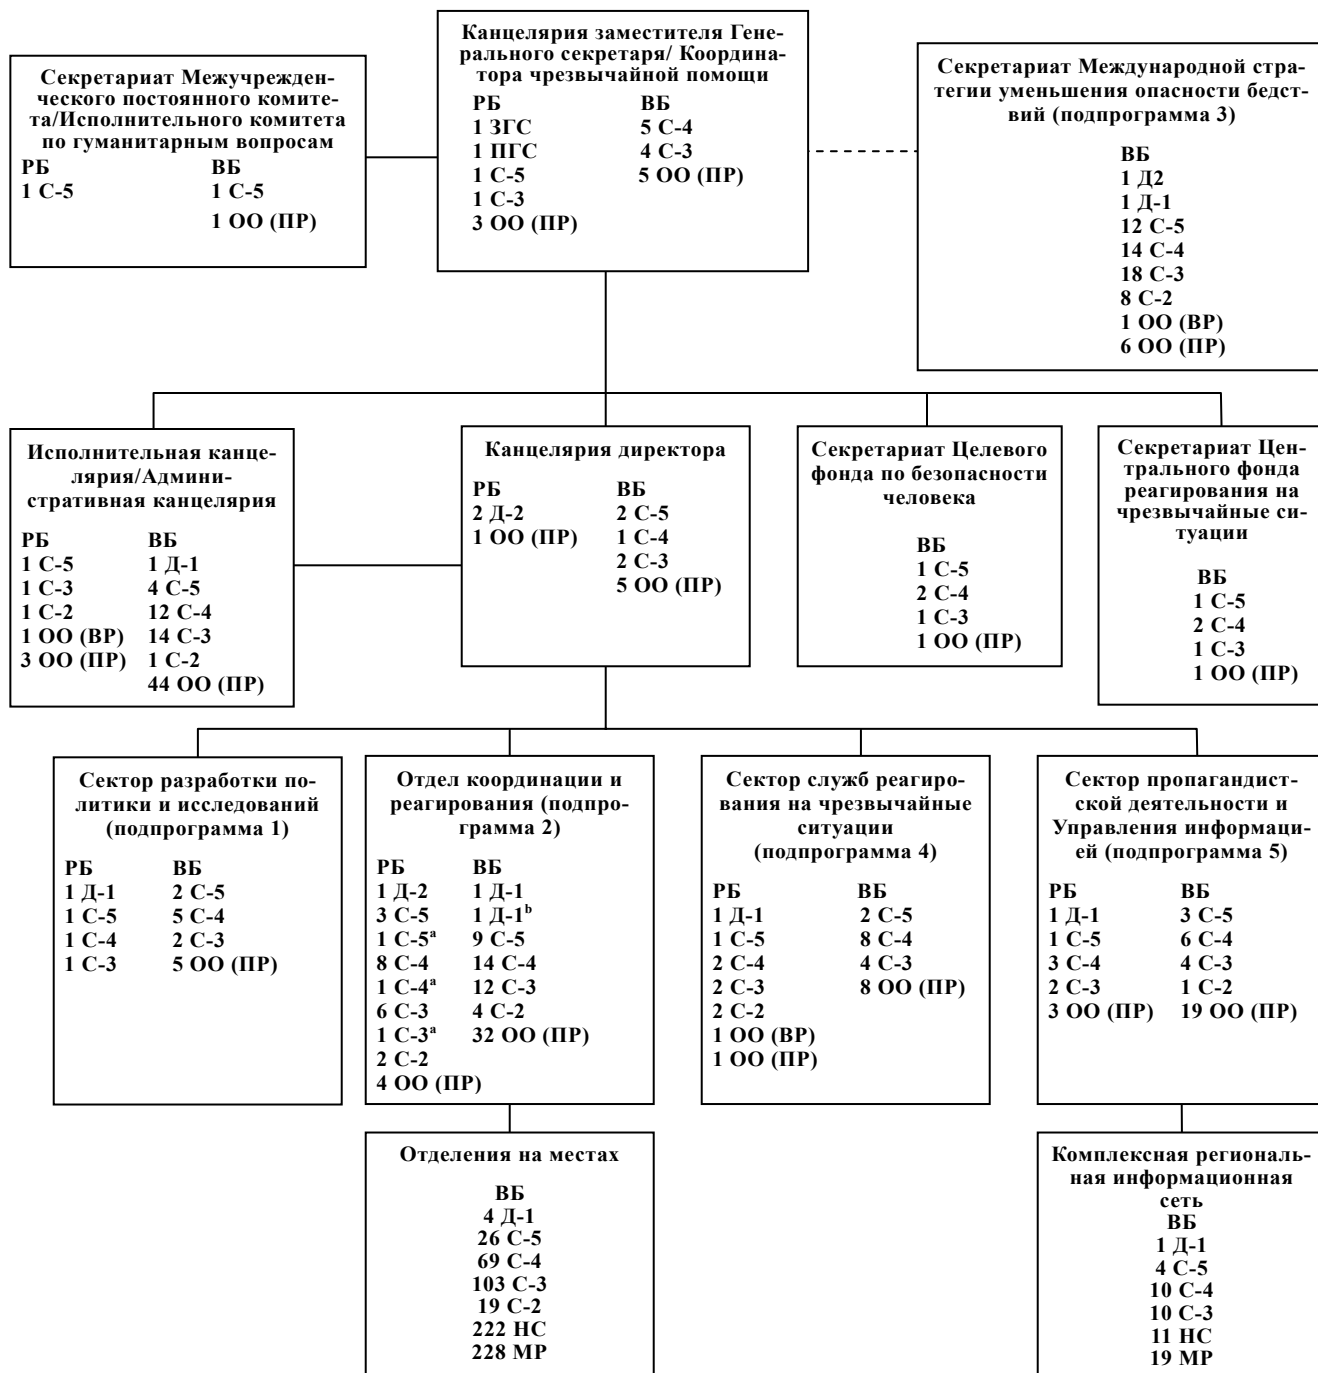 Секретариат Межучрежден-
ческого постоянного комите-
та/Исполнительного комитета
по гуманитарным вопросам
РБ ВБ
1 С-5 1 С-5
1 ОО (ПР)
Канцелярия заместителя Гене-
рального секретаря/ Координа-
тора чрезвычайной помощи
РБ ВБ
1 ЗГС 5 С-4
1 ПГС 4 С-3
1 С-5 5 ОО (ПР)
1 С-3
3 ОО (ПР)
Секретариат Международной стра-
тегии уменьшения опасности бедст-
вий (подпрограмма 3)
ВБ
1 Д2
1 Д-1
12 С-5
14 С-4
18 С-3
8 С-2
1 ОО (ВР)
6 ОО (ПР)
Исполнительная канце-
лярия/Админи-
стративная канцелярия
РБ ВБ
1 С-5 1 Д-1
1 С-3 4 С-5
1 С-2 12 С-4
1 ОО (ВР) 14 С-3
3 ОО (ПР) 1 С-2
44 ОО (ПР)
Канцелярия директора
РБ ВБ
2 Д-2 2 С-5
1 ОО (ПР) 1 С-4
2 С-3
5 ОО (ПР)
Секретариат Целевого
фонда по безопасности
человека
ВБ
1 С-5
2 С-4
1 С-3
1 ОО (ПР)
Секретариат Цен-
трального фонда
реагирования на
чрезвычайные си-
туации
ВБ
1 С-5
2 С-4
1 С-3
1 ОО (ПР)
Сектор разработки по-
литики и исследований
(подпрограмма 1)
РБ ВБ
1 Д-1 2 С-5
1 С-5 5 С-4
1 С-4 2 С-3
1 С-3 5 ОО (ПР)
Отдел координации и
реагирования (подпро-
грамма 2)
РБ ВБ
1 Д-2 1 Д-1
3 С-5 1 Д-1ᵇ
1 С-5ᵃ 9 С-5
8 С-4 14 С-4
1 С-4ᵃ 12 С-3
6 С-3 4 С-2
1 С-3ᵃ 32 ОО (ПР)
2 С-2
4 ОО (ПР)
Сектор служб реагиро-
вания на чрезвычайные
ситуации
(подпрограмма 4)
РБ ВБ
1 Д-1 2 С-5
1 С-5 8 С-4
2 С-4 4 С-3
2 С-3 8 ОО (ПР)
2 С-2
1 ОО (ВР)
1 ОО (ПР)
Сектор пропагандист-
ской деятельности и
Управления информаци-
ей (подпрограмма 5)
РБ ВБ
1 Д-1 3 С-5
1 С-5 6 С-4
3 С-4 4 С-3
2 С-3 1 С-2
3 ОО (ПР) 19 ОО (ПР)
Отделения на местах
ВБ
4 Д-1
26 С-5
69 С-4
103 С-3
19 С-2
222 НС
228 МР
Комплексная региональ-
ная информационная
сеть
ВБ
1 Д-1
4 С-5
10 С-4
10 С-3
11 НС
19 МР